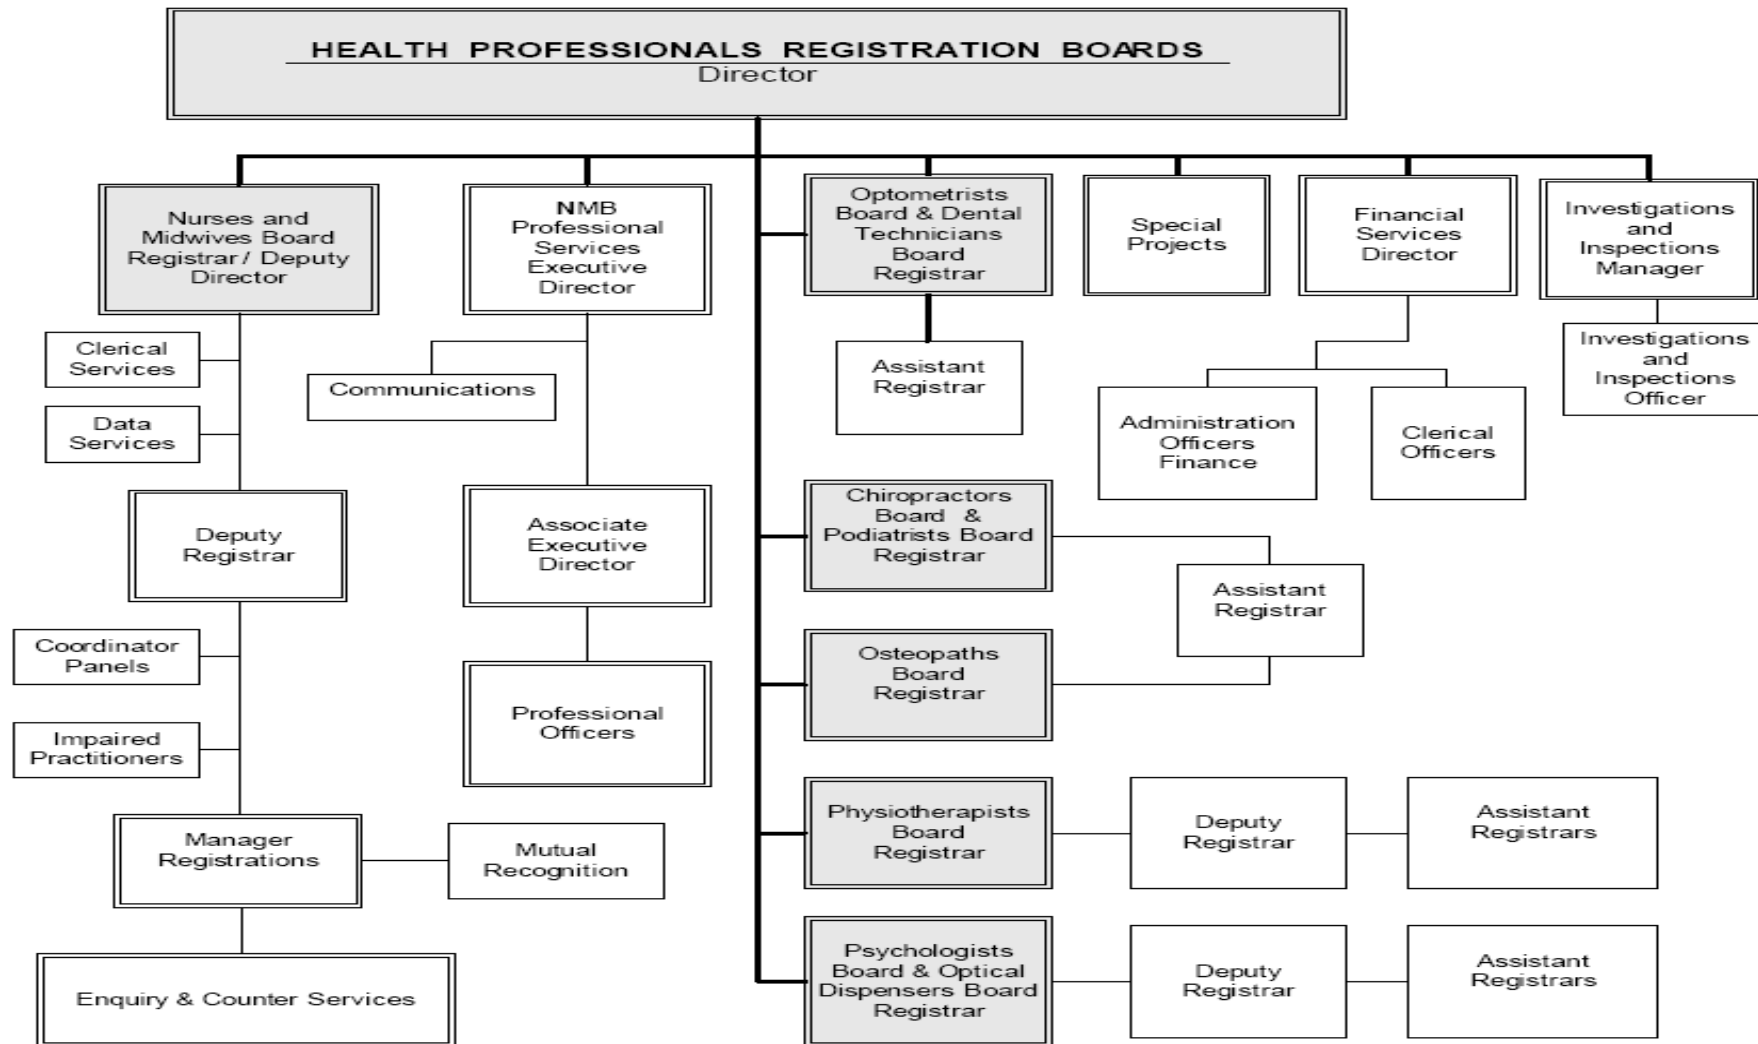 HEALTH PROFESSIONALS REGISTRATION BOARDS
Director
Nurses and
Midwives Board
Registrar / Deputy
Director
NMB
Professional
Services
Executive
Director
Optometrists
Board & Dental
Technicians
Board
Registrar
Special
Projects
Financial
Services
Director
Investigations
and
Inspections
Manager
Clerical
Services
Communications
Assistant
Registrar
Investigations
and
Inspections
Officer
Data
Services
Administration
Officers
Finance
Clerical
Officers
Deputy
Registrar
Associate
Executive
Director
Chiropractors
Board &
Podiatrists Board
Registrar
Assistant
Registrar
Coordinator
Panels
Osteopaths
Board
Registrar
Impaired
Practitioners
Professional
Officers
Manager
Registrations
Mutual
Recognition
Physiotherapists
Board
Registrar
Deputy
Registrar
Assistant
Registrars
Enquiry & Counter Services
Psychologists
Board & Optical
Dispensers Board
Registrar
Deputy
Registrar
Assistant
Registrars